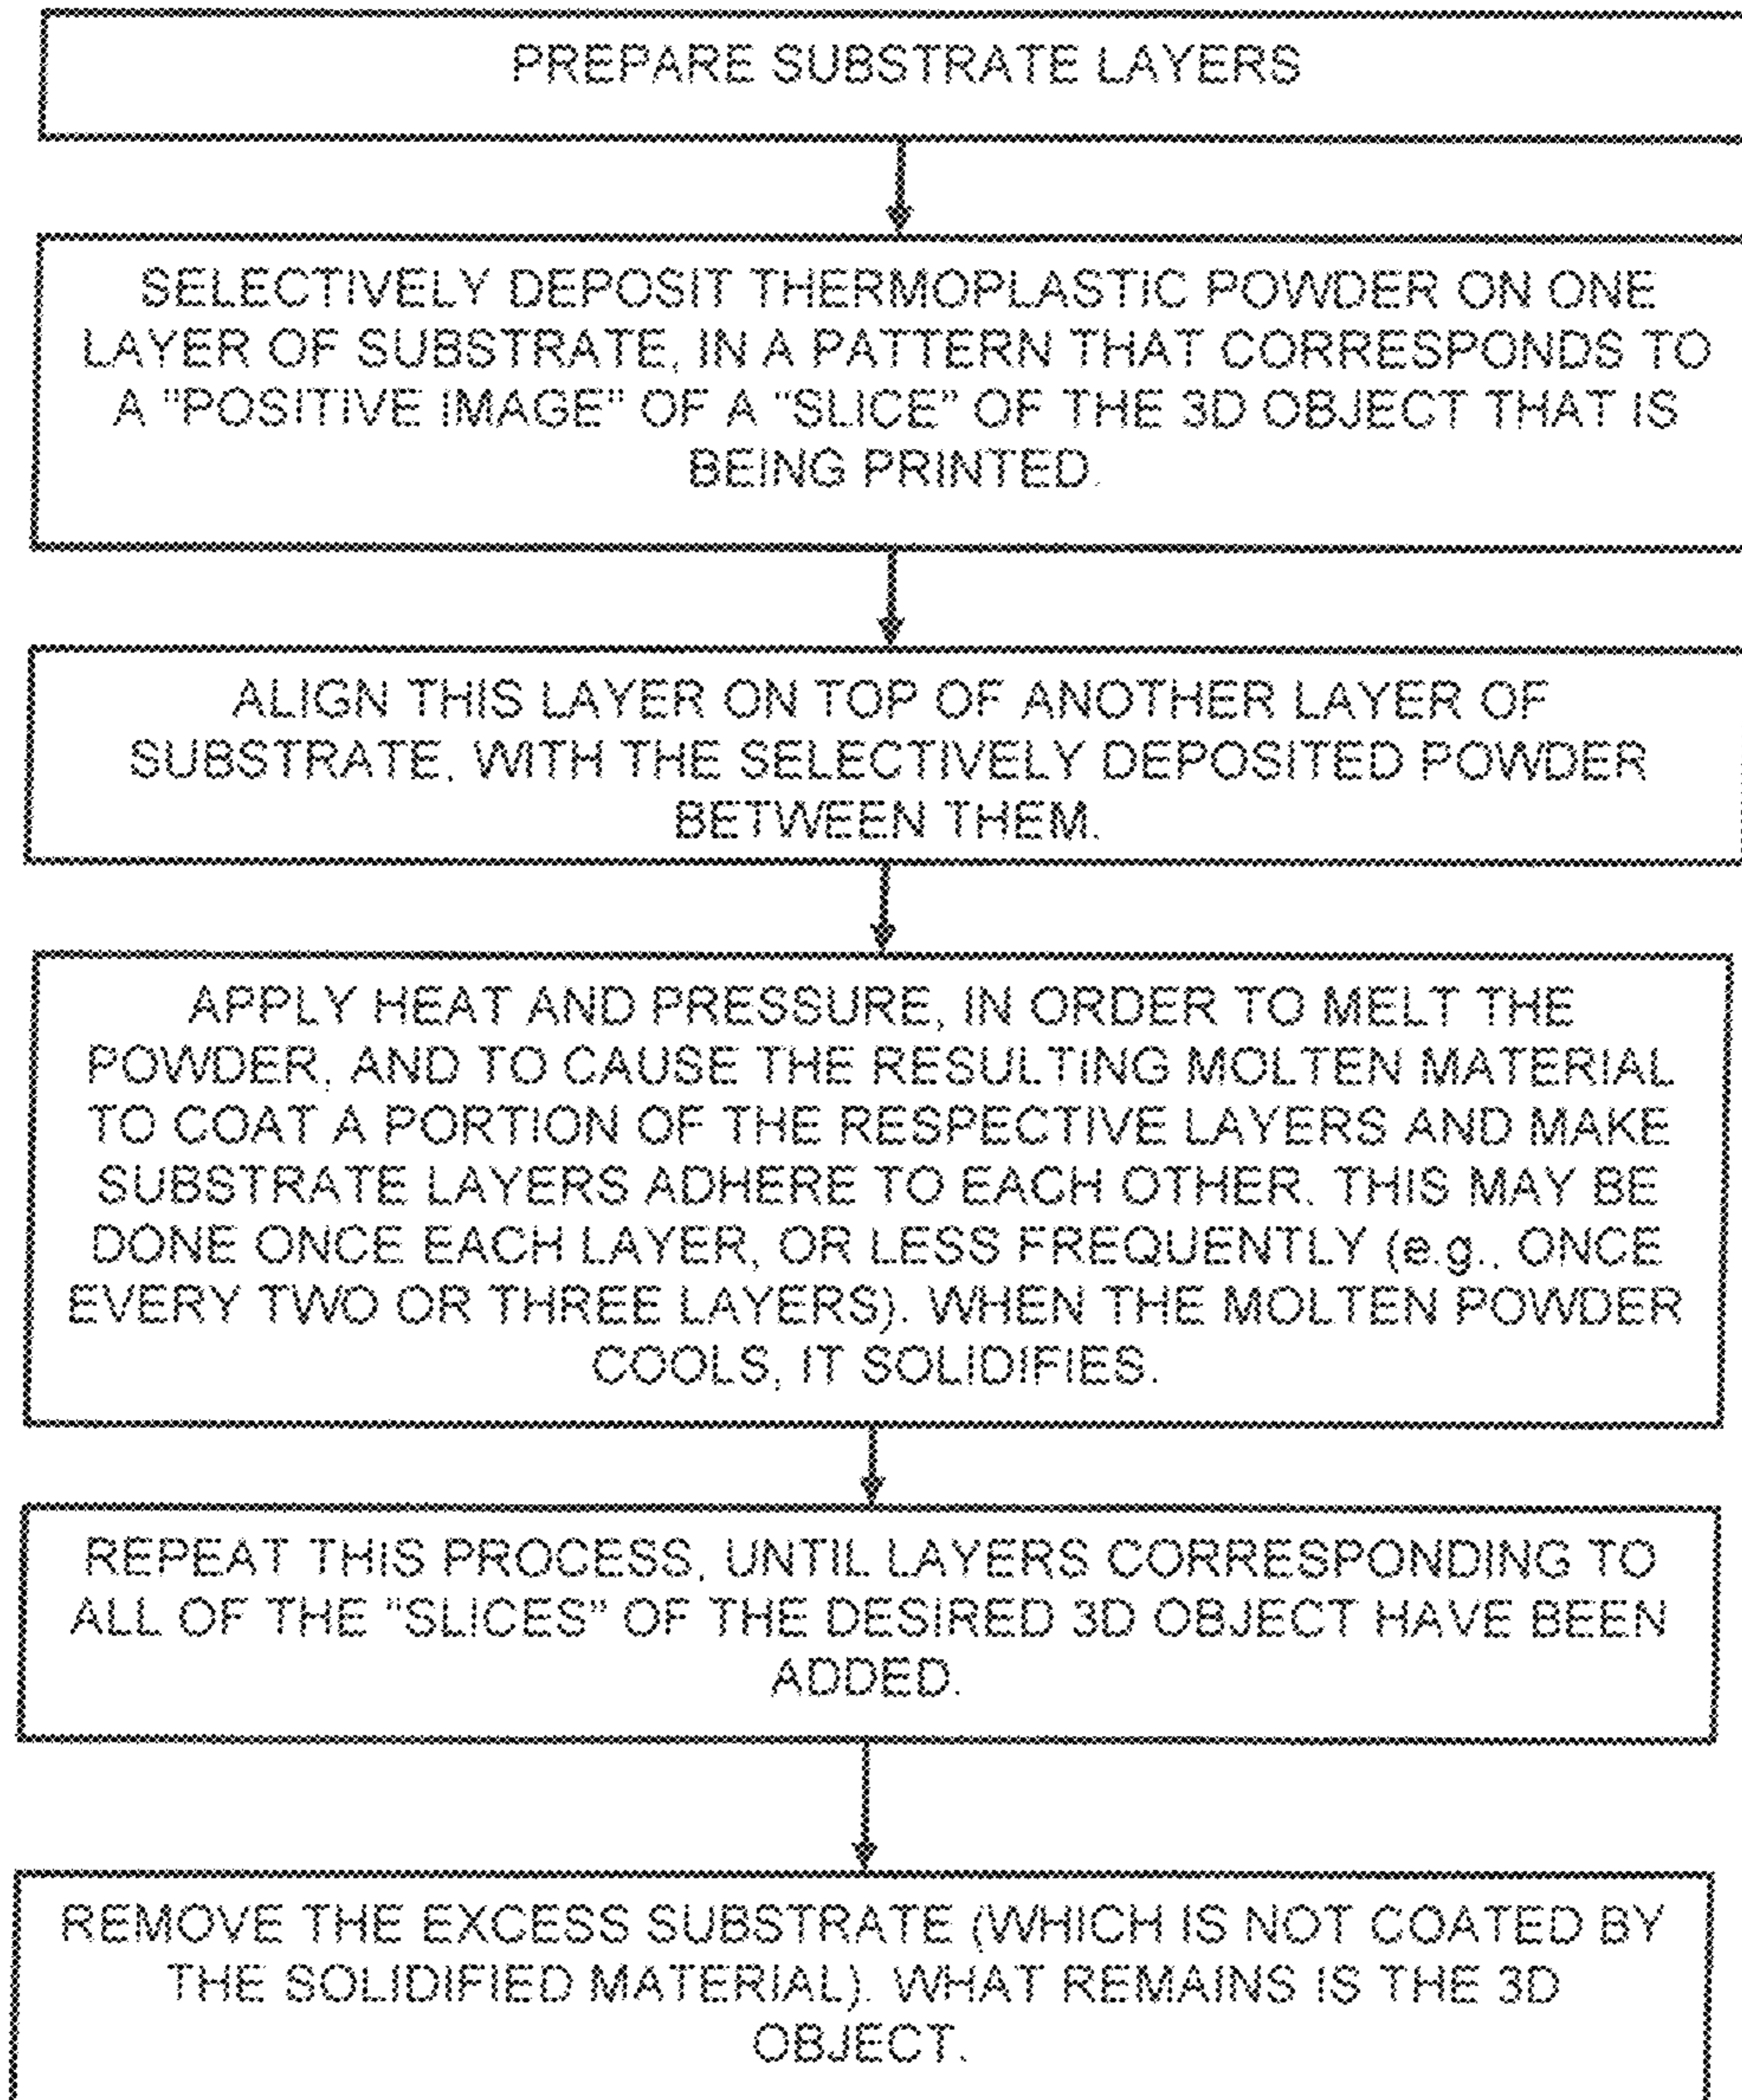 PREPARE SUBSTRATE LAYERS
SELECTIVELY DEPOSIT THERMOPLASTIC POWDER ON ONE
LAYER OF SUBSTRATE, IN A PATTERN THAT CORRESPONDS TO
A "POSITIVE IMAGE" OF A "SLICE" OF THE 3D OBJECT THAT IS
BEING PRINTED.
ALIGN THIS LAYER ON TOP OF ANOTHER LAYER OF
SUBSTRATE, WITH THE SELECTIVELY DEPOSITED POWDER
BETWEEN THEM.
APPLY HEAT AND PRESSURE, IN ORDER TO MELT THE
POWDER, AND TO CAUSE THE RESULTING MOLTEN MATERIAL
TO COAT A PORTION OF THE RESPECTIVE LAYERS AND MAKE
SUBSTRATE LAYERS ADHERE TO EACH OTHER. THIS MAY BE
DONE ONCE EACH LAYER, OR LESS FREQUENTLY (e.g., ONCE
EVERY TWO OR THREE LAYERS). WHEN THE MOLTEN POWDER
COOLS, IT SOLIDIFIES.
REPEAT THIS PROCESS, UNTIL LAYERS CORRESPONDING TO
ALL OF THE "SLICES" OF THE DESIRED 3D OBJECT HAVE BEEN
ADDED.
REMOVE THE EXCESS SUBSTRATE (WHICH IS NOT COATED BY
THE SOLIDIFIED MATERIAL). WHAT REMAINS IS THE 3D
OBJECT.